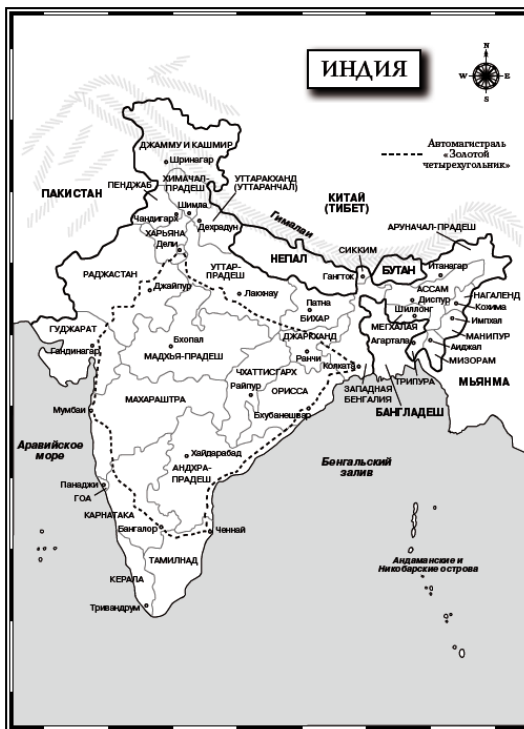 ИНДИЯ
N
W
E
S
Автомагистраль
«Золотой
четырехугольник»
ДЖАММУ И КАШМИР
Шринагар
ПАКИСТАН
ПЕНДЖАБ
ХИМАЧАЛ-
ПРАДЕШ
УТТАРАКХАНД
(УТТАРАНЧАЛ)
Шимла
Чандигарх
Дехрадун
ХАРЬЯНА
Дели
КИТАЙ
(ТИБЕТ)
Гималаи
АРУНАЧАЛ-ПРАДЕШ
СИККИМ
НЕПАЛ
БУТАН
Гангток
Итанагар
РАДЖАСТАН
УТТАР-
ПРАДЕШ
Джайпур
Лакхнау
АССАМ
Диспур
НАГАЛЕНД
Кохима
Патна
БИХАР
Шиллонг
МЕГХАЛАЯ
Импхал
ГУДЖАРАТ
Гандинагар
Бхопал
МАДХЬЯ-ПРАДЕШ
ДЖАРКХАНД
Ранчи
Агартала
МАНИПУР
Аиджал
МИЗОРАМ
ЧХАТТИСГАРХ
Колката
Райпур
ОРИССА
ЗАПАДНАЯ
БЕНГАЛИЯ
ТРИПУРА
МЬЯНМА
МАХАРАШТРА
Мумбаи
Бхубанешвар
БАНГЛАДЕШ
Аравийское
море
Хайдарабад
АНДХРА-
ПРАДЕШ
Бенгальский
залив
Панаджи
ГОА
КАРНАТАКА
Бангалор
Ченнай
ТАМИЛНАД
Андаманские и
Никобарские острова
КЕРАЛА
Тривандрум